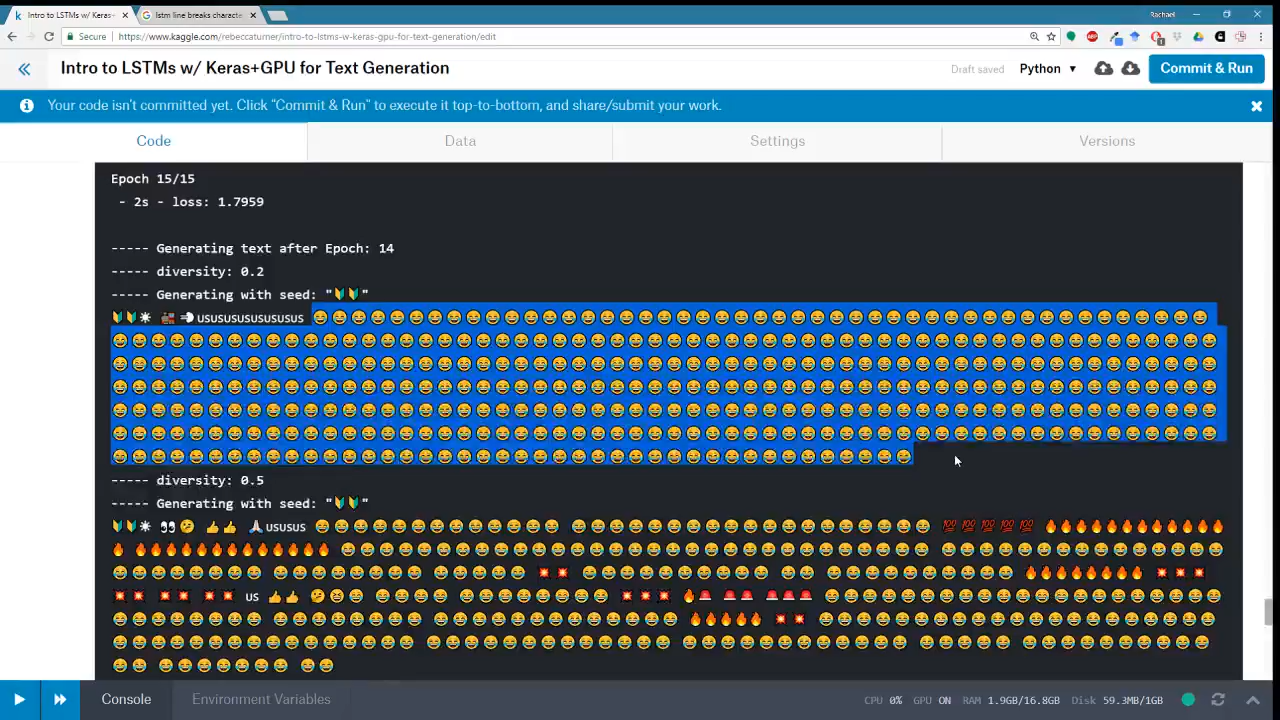 Intro to LSTMs w/ Keras+
lstm line breaks characte
Rachael
Secure https://www.kaggle.com/rebeccaturner/intro-to-lstms-w-keras-gpu-for-text-generation/edit
Intro to LSTMs w/ Keras+GPU for Text Generation
Draft saved
Python
Commit & Run
Your code isn't committed yet. Click "Commit & Run" to execute it top-to-bottom, and share/submit your work.
Code Data Settings Versions
Epoch 15/15
- 2s - loss: 1.7959
----- Generating text after Epoch: 14
----- diversity: 0.2
----- Generating with seed: "🔰🔰"
usususususususus
----- diversity: 0.5
----- Generating with seed: "🔰🔰"
ususus
us
Console Environment Variables CPU 0% GPU ON RAM 1.9GB/16.8GB Disk 59.3MB/1GB